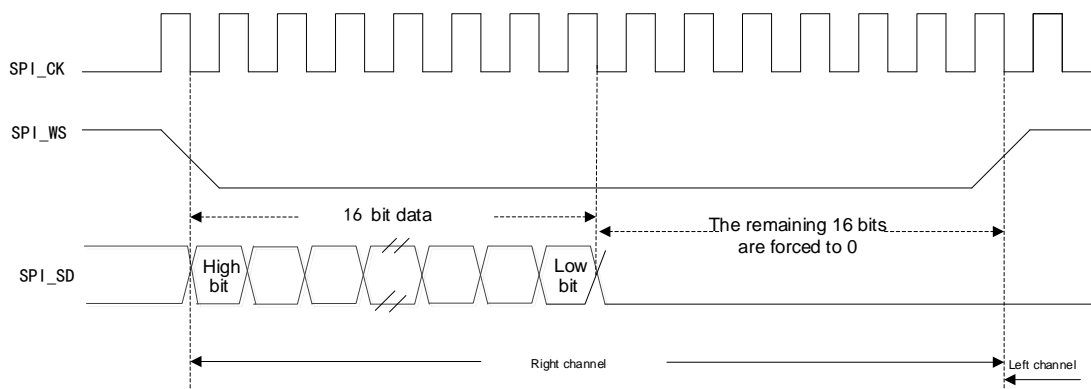 SPI_CK
SPI_WS
16 bit data
The remaining 16 bits
are forced to 0
SPI_SD
High
bit
Low
bit
Right channel
Left channel